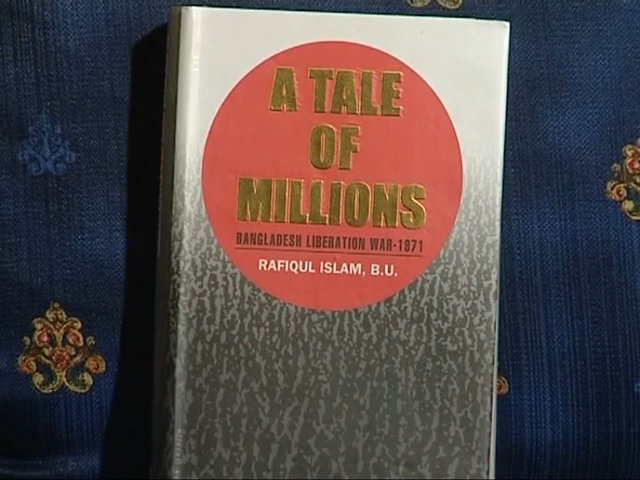 A TALE
OF
MILLIONS
BANGLADESH LIBERATION WAR-1971
RAFIQUL ISLAM, B.U.